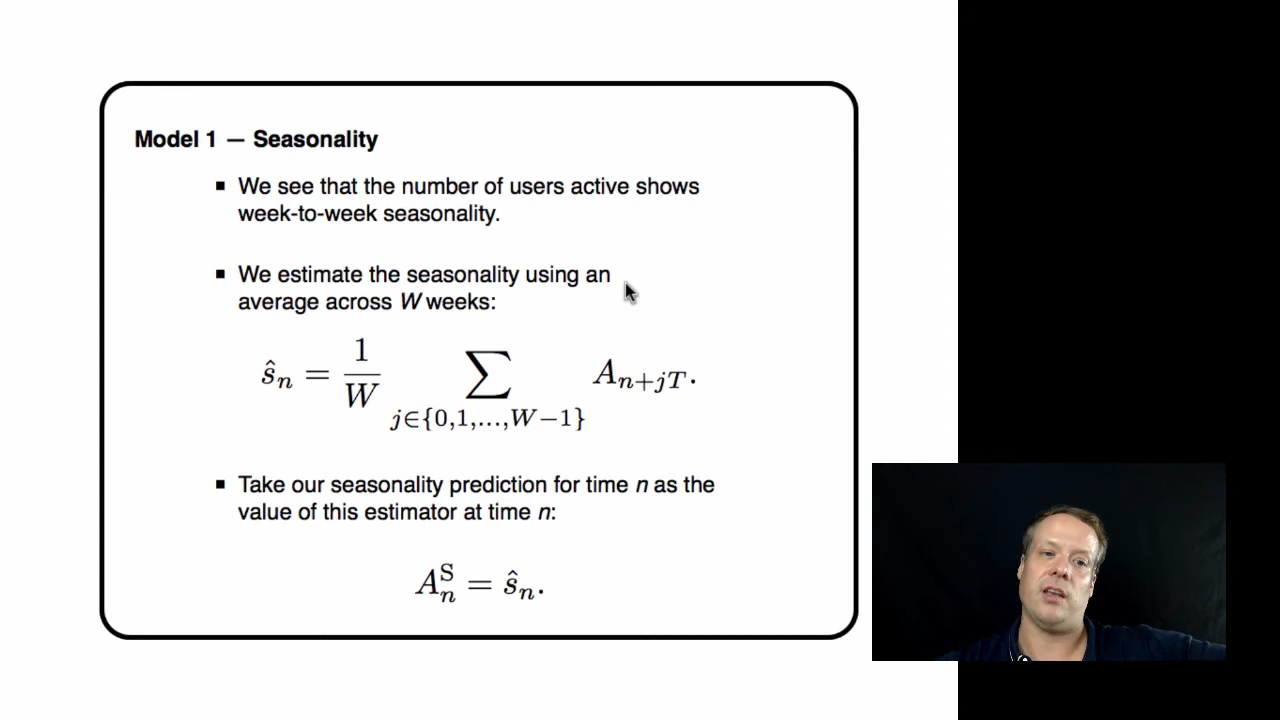 Model 1 — Seasonality
▪ We see that the number of users active shows
week-to-week seasonality.
▪ We estimate the seasonality using an
average across W weeks:
ŝ_n = \frac{1}{W} \sum_{j∈{0,1,...,W−1}} A_{n+jT}.
▪ Take our seasonality prediction for time n as the
value of this estimator at time n:
A_n^S = ŝ_n.